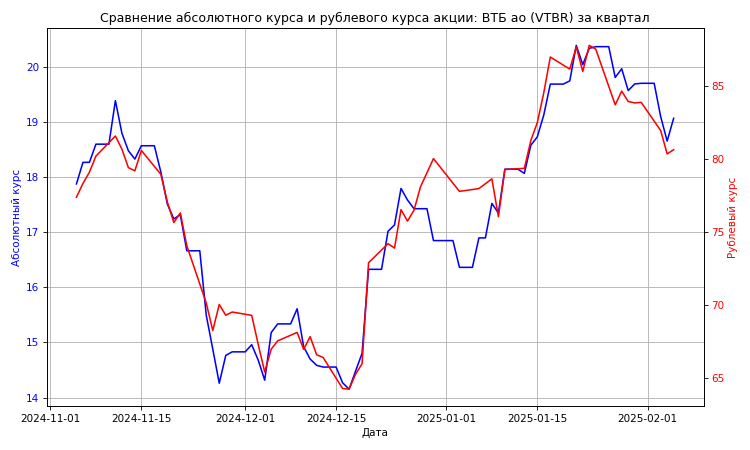 Сравнение абсолютного курса и рублевого курса акции: ВТБ ао (VTBR) за квартал
Абсолютный курс
20
19
18
17
16
15
14
85
80
75
70
65
Рублевый курс
2024-11-01 2024-11-15 2024-12-01 2024-12-15 2025-01-01 2025-01-15 2025-02-01
Дата